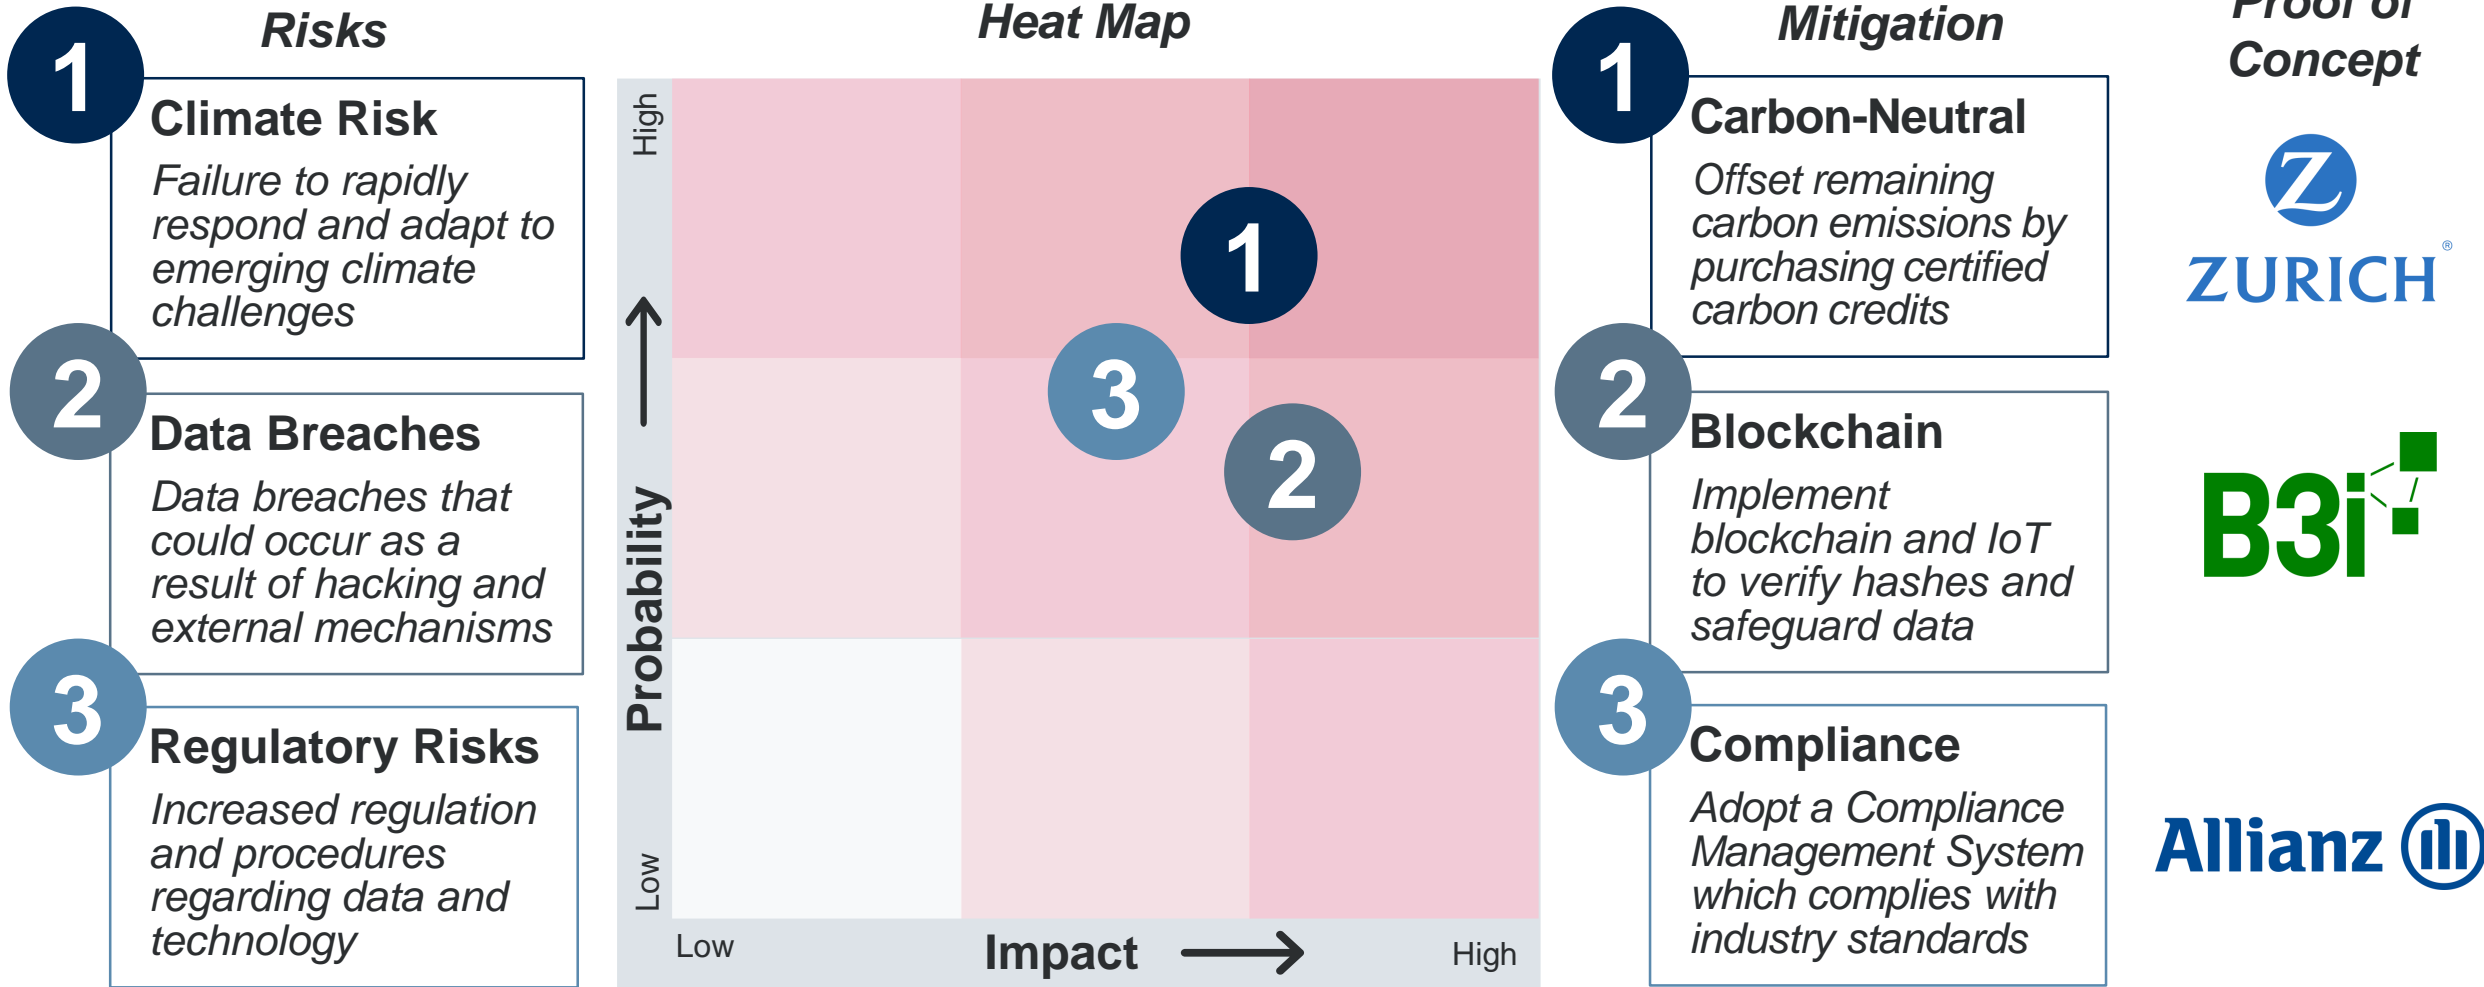 Risks
1
Climate Risk
Failure to rapidly
respond and adapt to
emerging climate
challenges
2
Data Breaches
Data breaches that
could occur as a
result of hacking and
external mechanisms
3
Regulatory Risks
Increased regulation
and procedures
regarding data and
technology
Heat Map
High
Probability
Low
1
3
2
Low
Impact
High
Mitigation
1
Carbon-Neutral
Offset remaining
carbon emissions by
purchasing certified
carbon credits
2
Blockchain
Implement
blockchain and IoT
to verify hashes and
safeguard data
3
Compliance
Adopt a Compliance
Management System
which complies with
industry standards
Proof of
Concept
Z
ZURICH®
B3i
Allianz